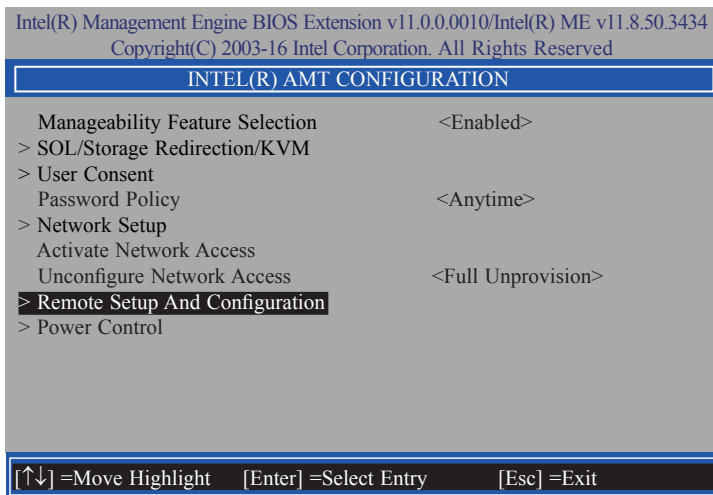 Intel(R) Management Engine BIOS Extension v11.0.0.0010/Intel(R) ME v11.8.50.3434
Copyright(C) 2003-16 Intel Corporation. All Rights Reserved
INTEL(R) AMT CONFIGURATION
Manageability Feature Selection <Enabled>
> SOL/Storage Redirection/KVM
> User Consent
Password Policy <Anytime>
> Network Setup
Activate Network Access
Unconfigure Network Access <Full Unprovision>
> Remote Setup And Configuration
> Power Control
[↑↓] =Move Highlight [Enter] =Select Entry [Esc] =Exit